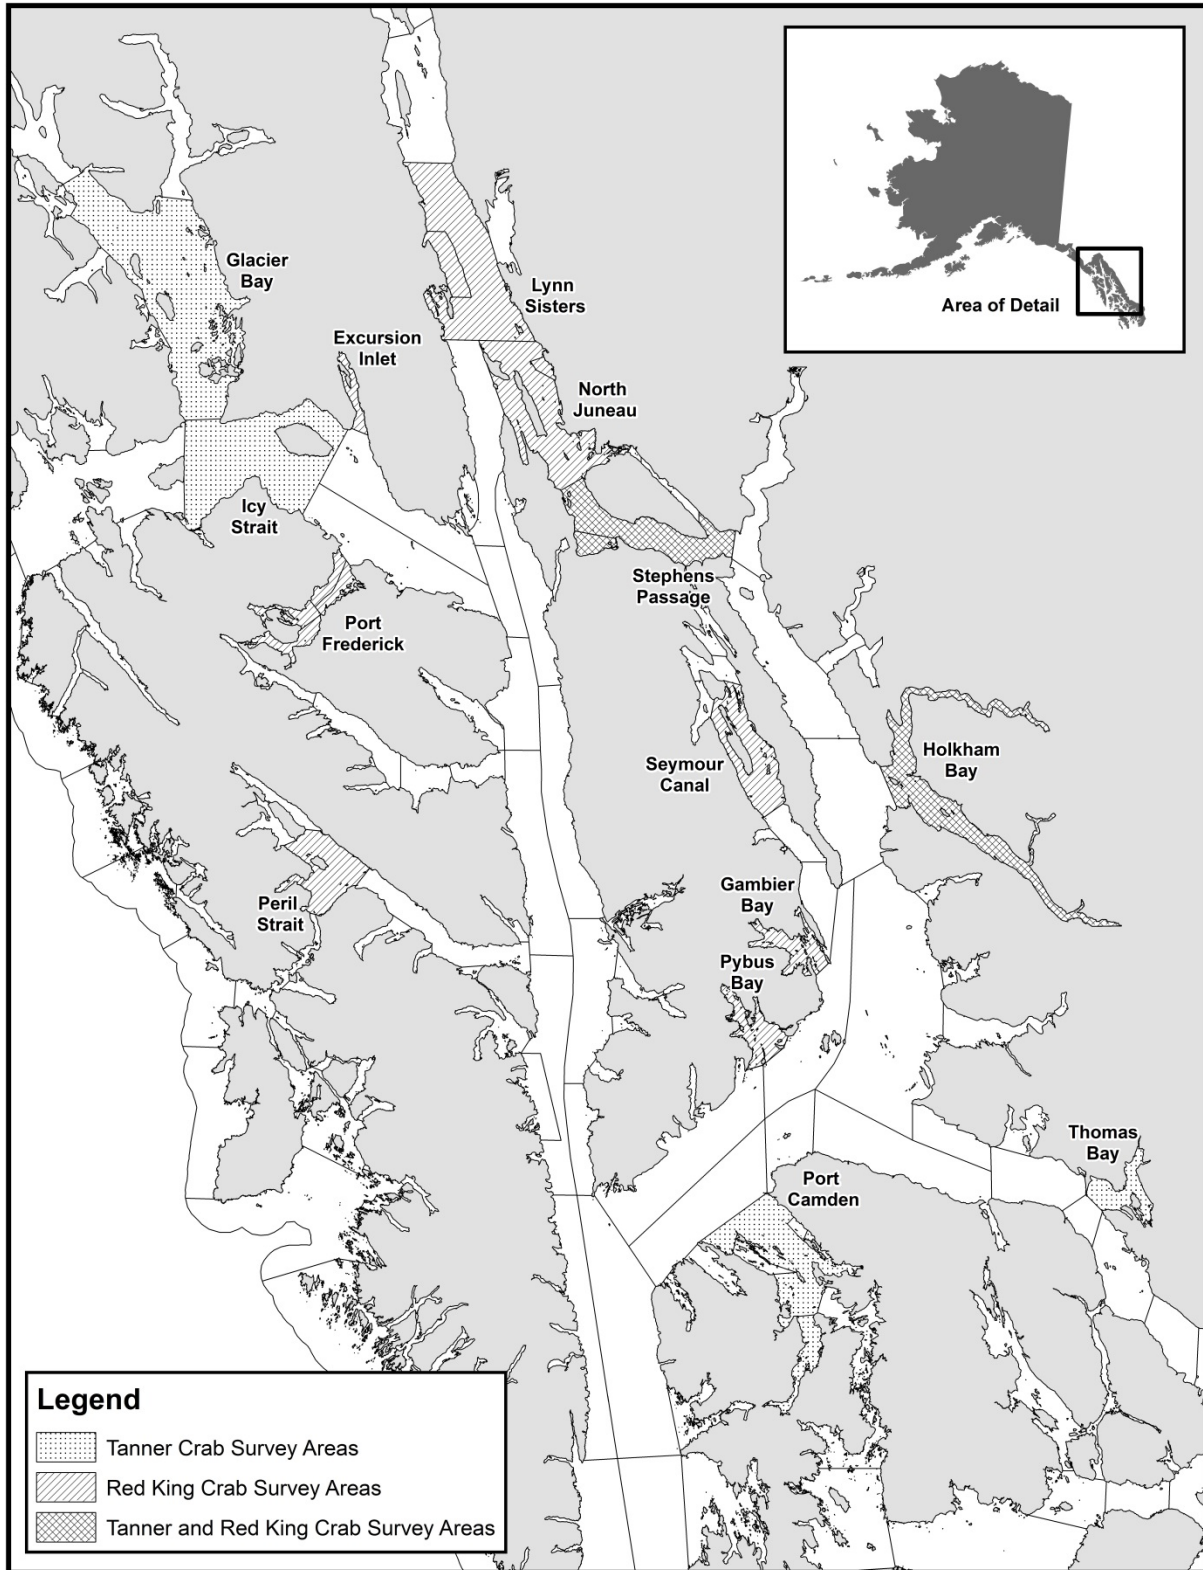 Area of Detail
Glacier
Bay
Lynn
Sisters
Excursion
Inlet
North
Juneau
Icy
Strait
Stephens
Passage
Port
Frederick
Seymour
Canal
Holkham
Bay
Gambier
Bay
Peril
Strait
Pybus
Bay
Thomas
Bay
Port
Camden
Legend
Tanner Crab Survey Areas
Red King Crab Survey Areas
Tanner and Red King Crab Survey Areas